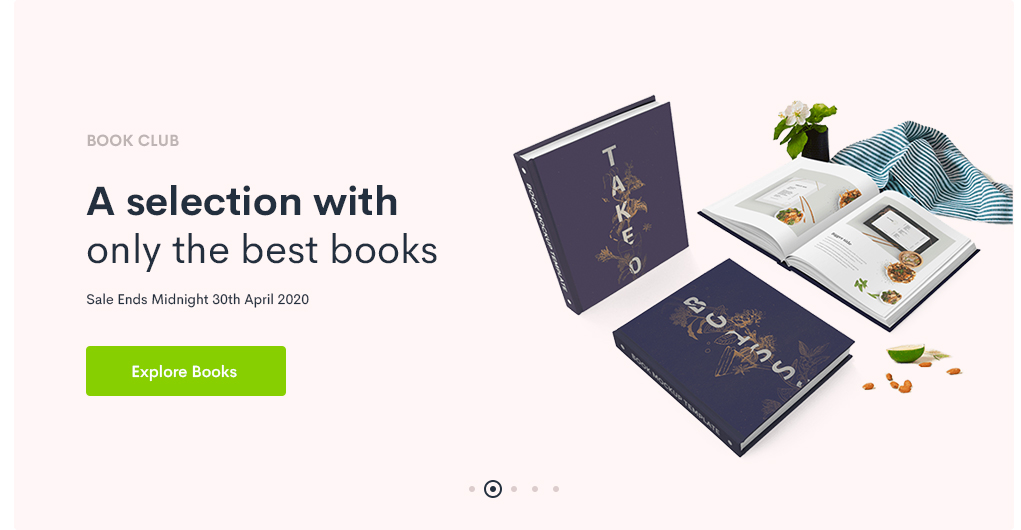 BOOK CLUB
A selection with
only the best books
Sale Ends Midnight 30th April 2020
Explore Books
TAKED
BOOK MOCKUP TEMPLATE
BOOK MOCKUP TEMPLATE